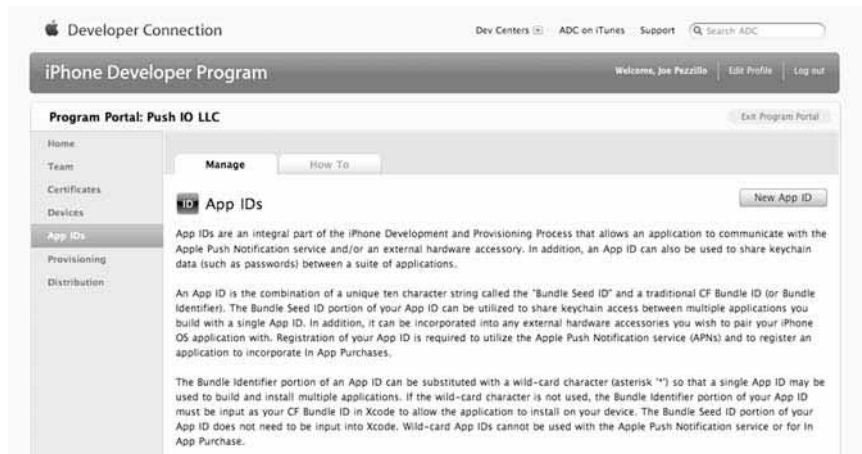 Developer Connection
Dev Centers ADC on iTunes Support Search ADC
iPhone Developer Program
Welcome, Joe Pezzillo Edit Profile Log out
Program Portal: Push IO LLC
Exit Program Portal
Home
Team
Certificates
Devices
App IDs
Provisioning
Distribution
Manage How To
ID App IDs
New App ID
App IDs are an integral part of the iPhone Development and Provisioning Process that allows an application to communicate with the
Apple Push Notification service and/or an external hardware accessory. In addition, an App ID can also be used to share keychain
data (such as passwords) between a suite of applications.
An App ID is the combination of a unique ten character string called the "Bundle Seed ID" and a traditional CF Bundle ID (or Bundle
Identifier). The Bundle Seed ID portion of your App ID can be utilized to share keychain access between multiple applications you
build with a single App ID. In addition, it can be incorporated into any external hardware accessories you wish to pair your iPhone
OS application with. Registration of your App ID is required to utilize the Apple Push Notification service (APNs) and to register an
application to incorporate In App Purchases.
The Bundle Identifier portion of an App ID can be substituted with a wild-card character (asterisk "*") so that a single App ID may be
used to build and install multiple applications. If the wild-card character is not used, the Bundle Identifier portion of your App ID
must be input as your CF Bundle ID in Xcode to allow the application to install on your device. The Bundle Seed ID portion of your
App ID does not need to be input into Xcode. Wild-card App IDs cannot be used with the Apple Push Notification service or for In
App Purchase.